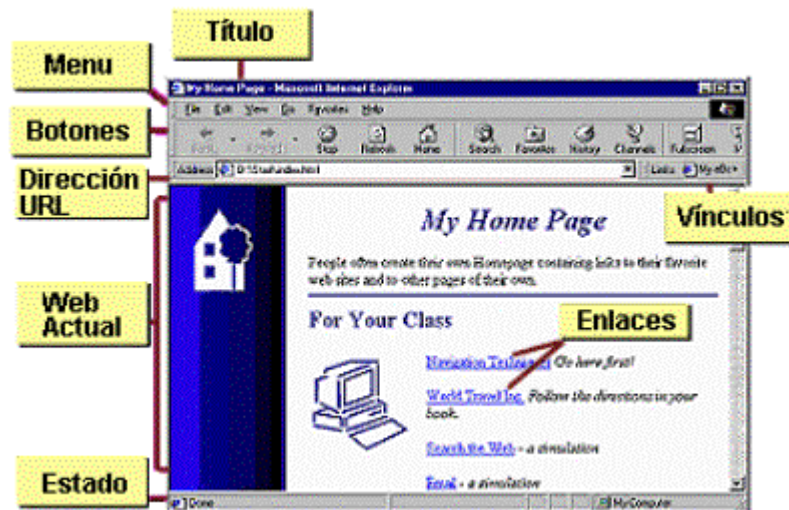 Título
Menu
My Home Page - Microsoft Internet Explorer
File Edit View Go Favorites Help
Botones
Stop Refresh Home Search Favorites History Channels Fullscreen
Dirección
URL
Address
Links
Vínculos
My Home Page
People often create their own Homepage containing links to their favorite
web sites and to other pages of their own.
Web
Actual
For Your Class
Enlaces
Navigation Go here first!
World Travel log. Follow the directions in your
book.
Search the Web - a simulation
Email - a simulation
Estado
Done
My Computer